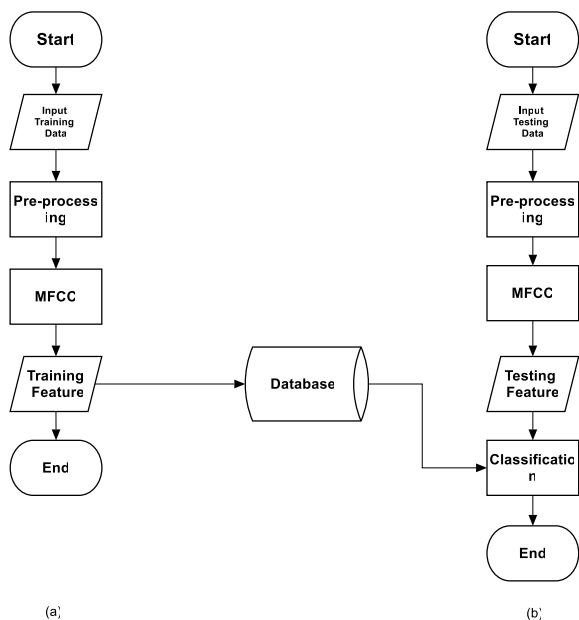 Start
Input
Training
Data
Pre-process
ing
MFCC
Training
Feature
End
Database
Start
Input
Testing
Data
Pre-process
ing
MFCC
Testing
Feature
Classificatio
n
End
(a)
(b)